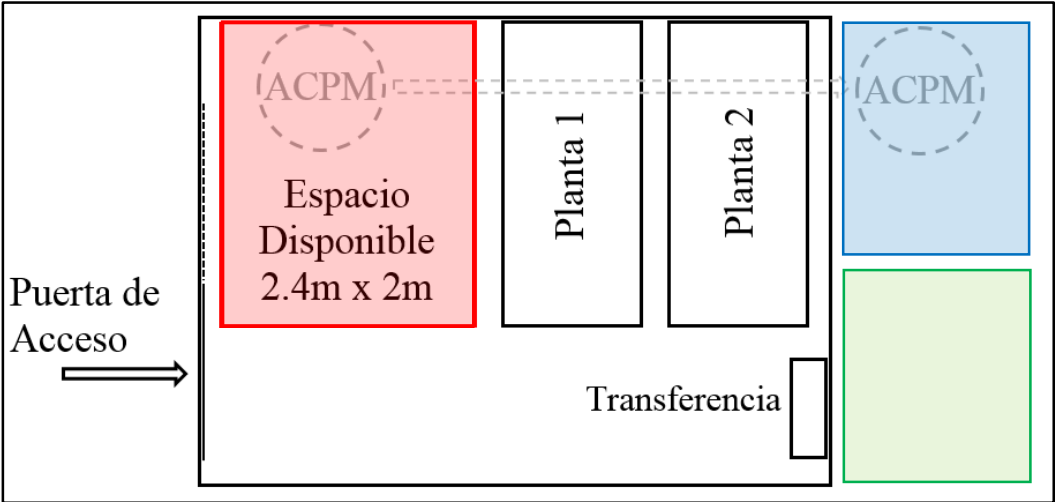 ACPM
Espacio
Disponible
2.4m x 2m
Planta 1
Planta 2
ACPM
Puerta de
Acceso
Transferencia